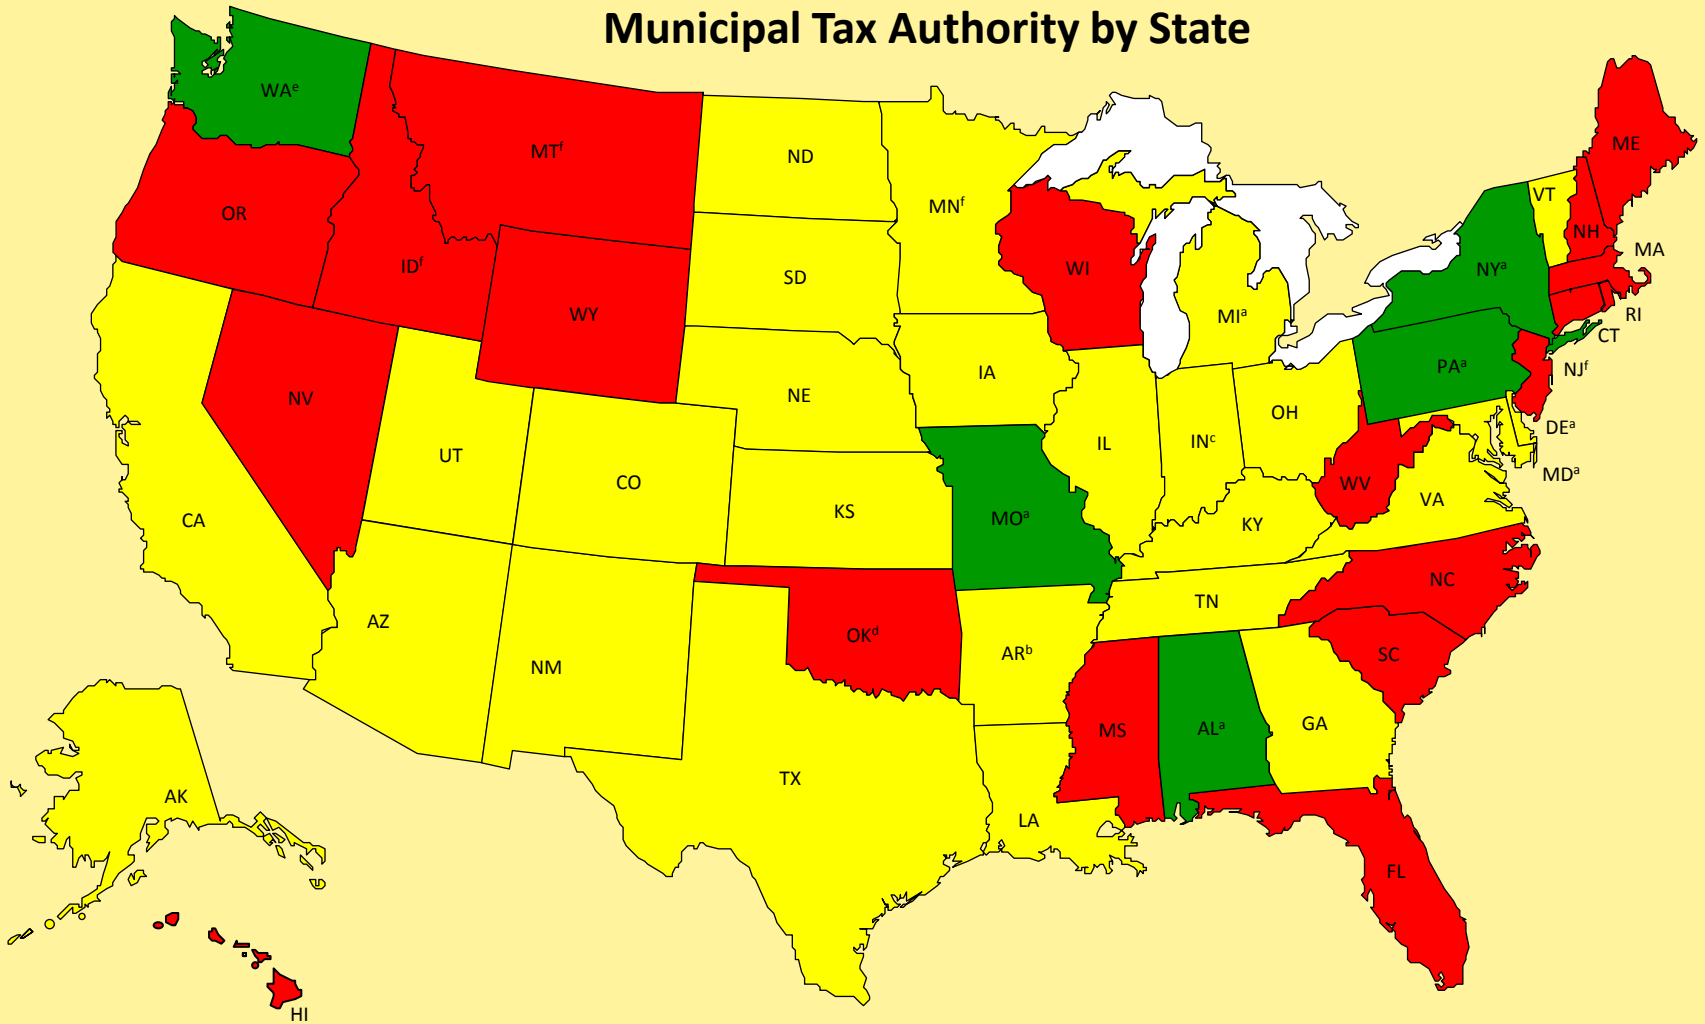 Municipal Tax Authority by State
WAᵉ
MTᶠ
ND
MNᶠ
ME
VT
OR
NH
MA
IDᶠ
SD
WI
NYᵃ
WY
MIᵃ
RI
CT
NV
NE
IA
PAᵃ
NJᶠ
UT
OH
DEᵃ
CO
IL
INᶜ
MDᵃ
WV
CA
KS
MOᵃ
KY
VA
AZ
NM
OKᵈ
ARᵇ
TN
NC
SC
TX
MS
ALᵃ
GA
LA
AK
FL
HI